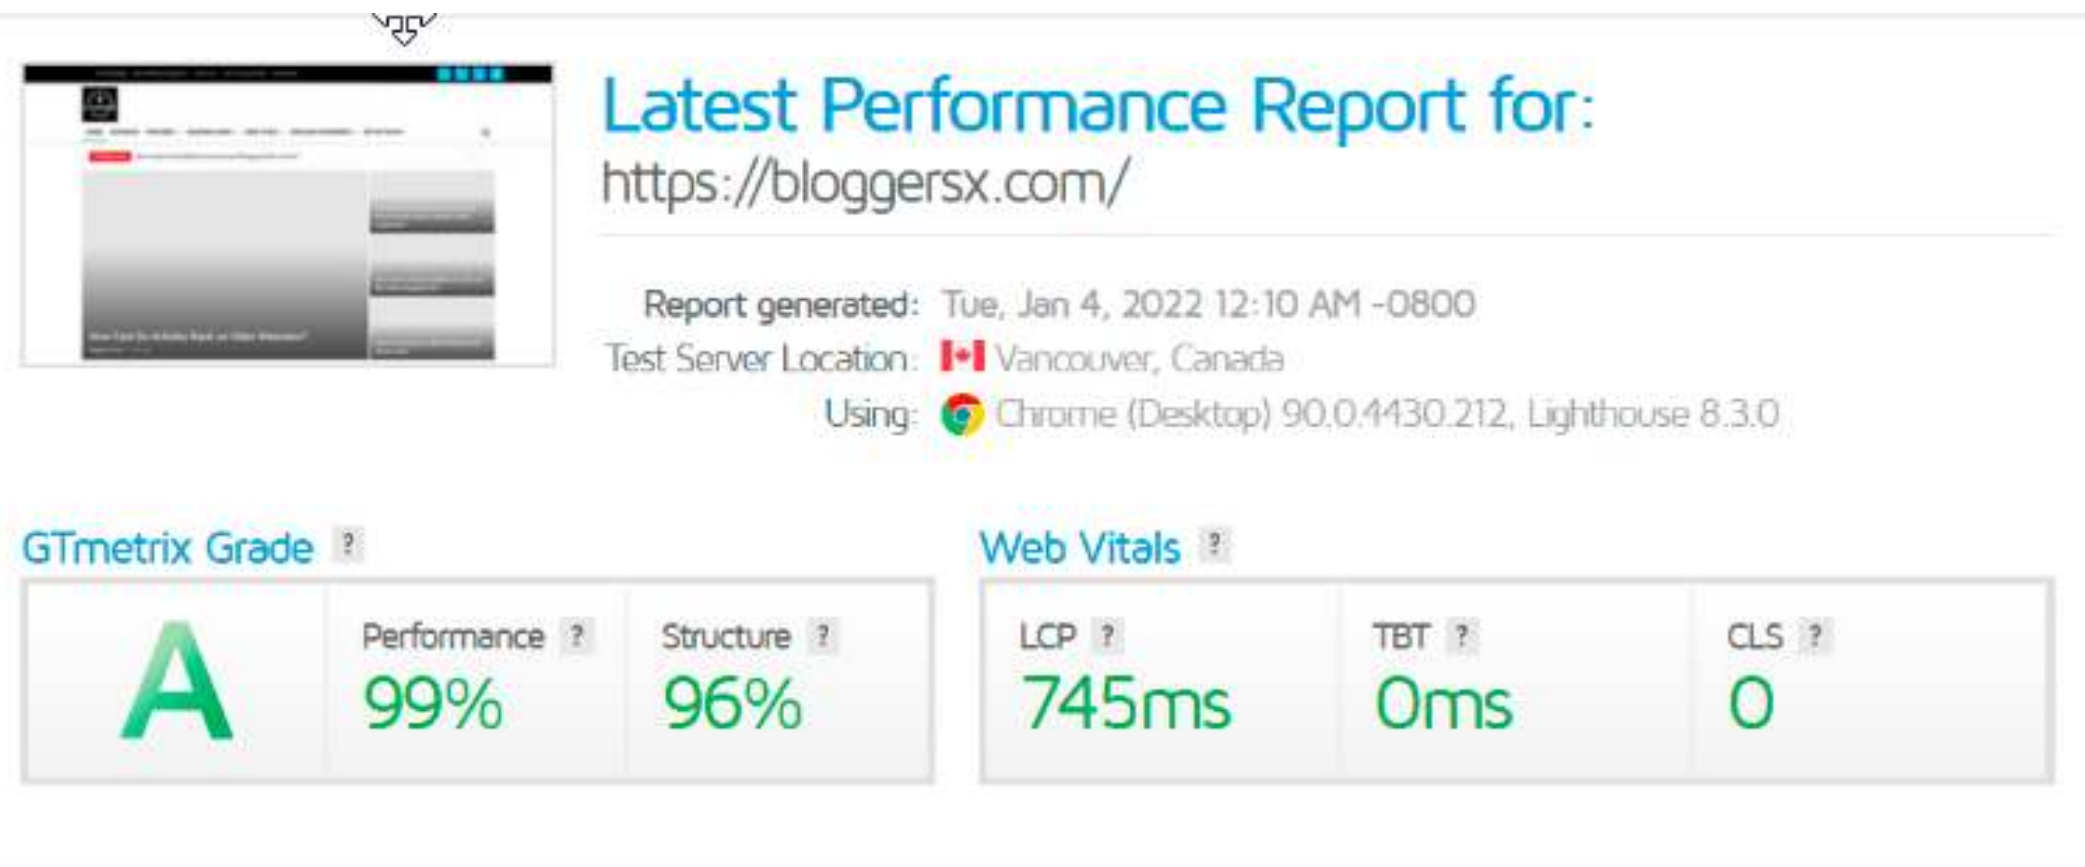 Latest Performance Report for:
https://bloggersx.com/
Report generated: Tue, Jan 4, 2022 12:10 AM -0800
Test Server Location: Vancouver, Canada
Using: Chrome (Desktop) 90.0.4430.212, Lighthouse 8.3.0
GTmetrix Grade ?
Web Vitals ?
A
Performance ?
99%
Structure ?
96%
LCP ?
745ms
TBT ?
0ms
CLS ?
0